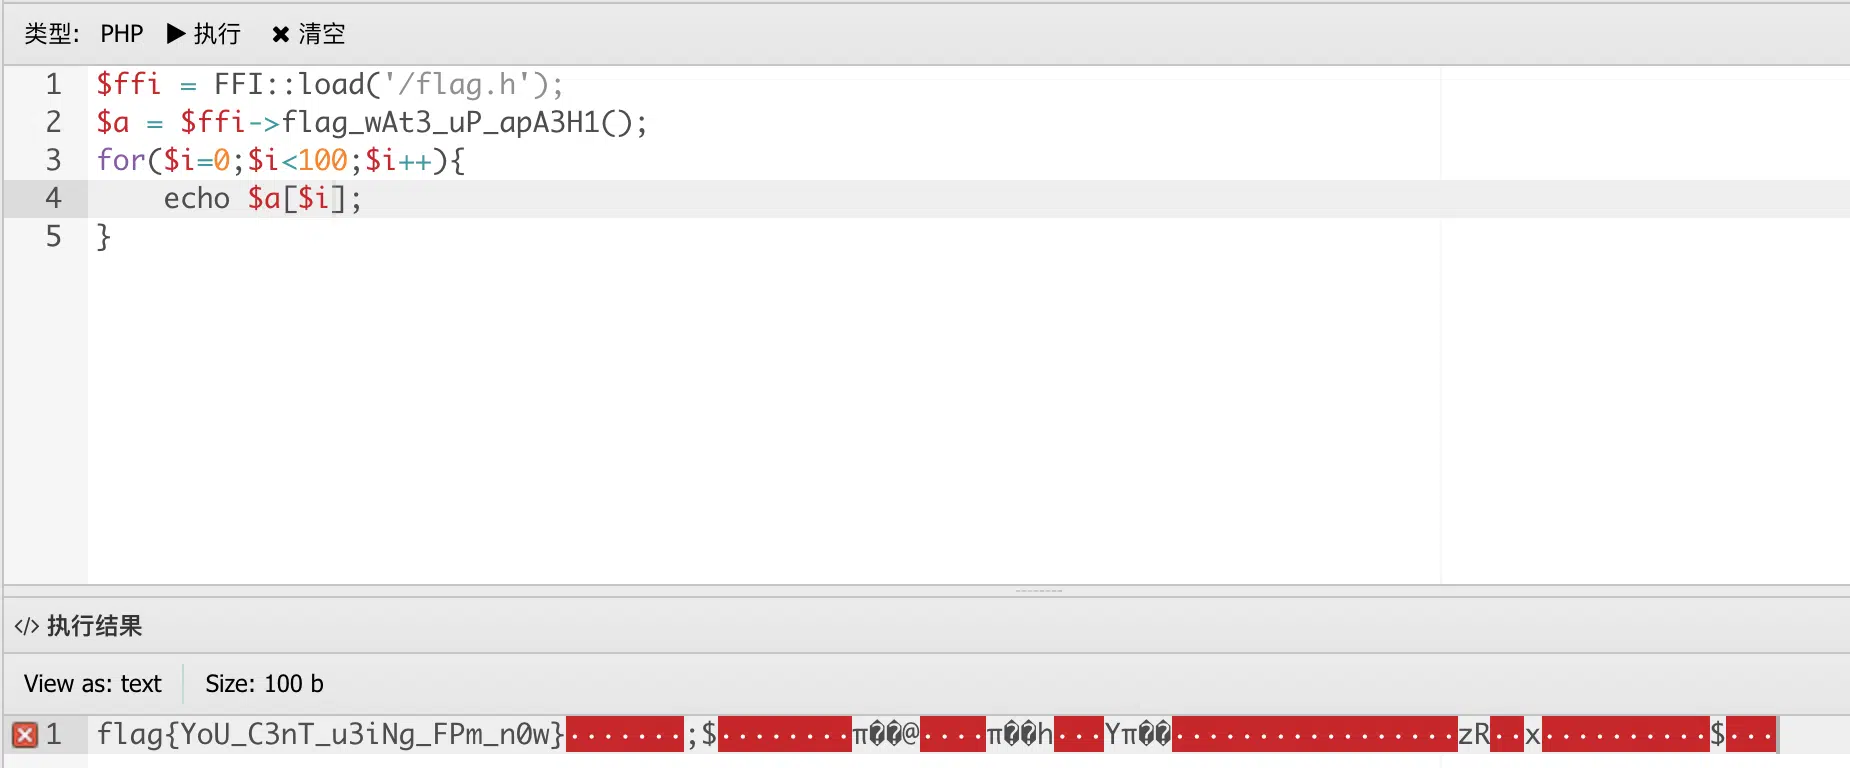 类型: PHP ▶ 执行 ✖ 清空
1 $ffi = FFI::load('/flag.h');
2 $a = $ffi->flag_wAt3_uP_apA3H1();
3 for($i=0;$i<100;$i++){
4     echo $a[$i];
5 }
</> 执行结果
View as: text Size: 100 b
1 flag{YoU_C3nT_u3iNg_FPm_n0w}·······;$········π��@····π��h···Yπ��·················zR··x··········$···